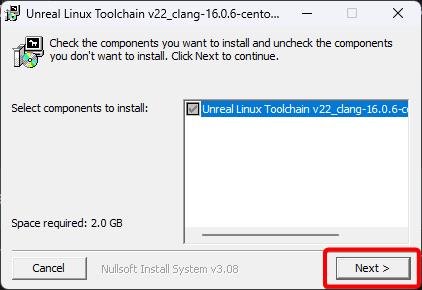 Unreal Linux Toolchain v22_clang-16.0.6-cento...
Check the components you want to install and uncheck the components
you don't want to install. Click Next to continue.
Select components to install:
Unreal Linux Toolchain v22_clang-16.0.6-c
Space required: 2.0 GB
Cancel
Nullsoft Install System v3.08
Next >